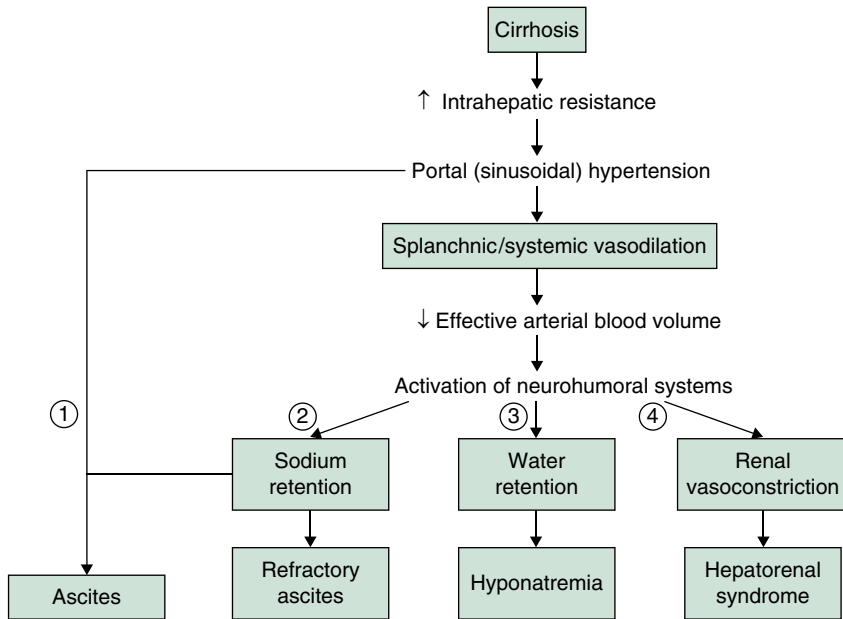 Cirrhosis
↑ Intrahepatic resistance
Portal (sinusoidal) hypertension
Splanchnic/systemic vasodilation
↓ Effective arterial blood volume
Activation of neurohumoral systems
①
②
③
④
Sodium
retention
Water
retention
Renal
vasoconstriction
Ascites
Refractory
ascites
Hyponatremia
Hepatorenal
syndrome